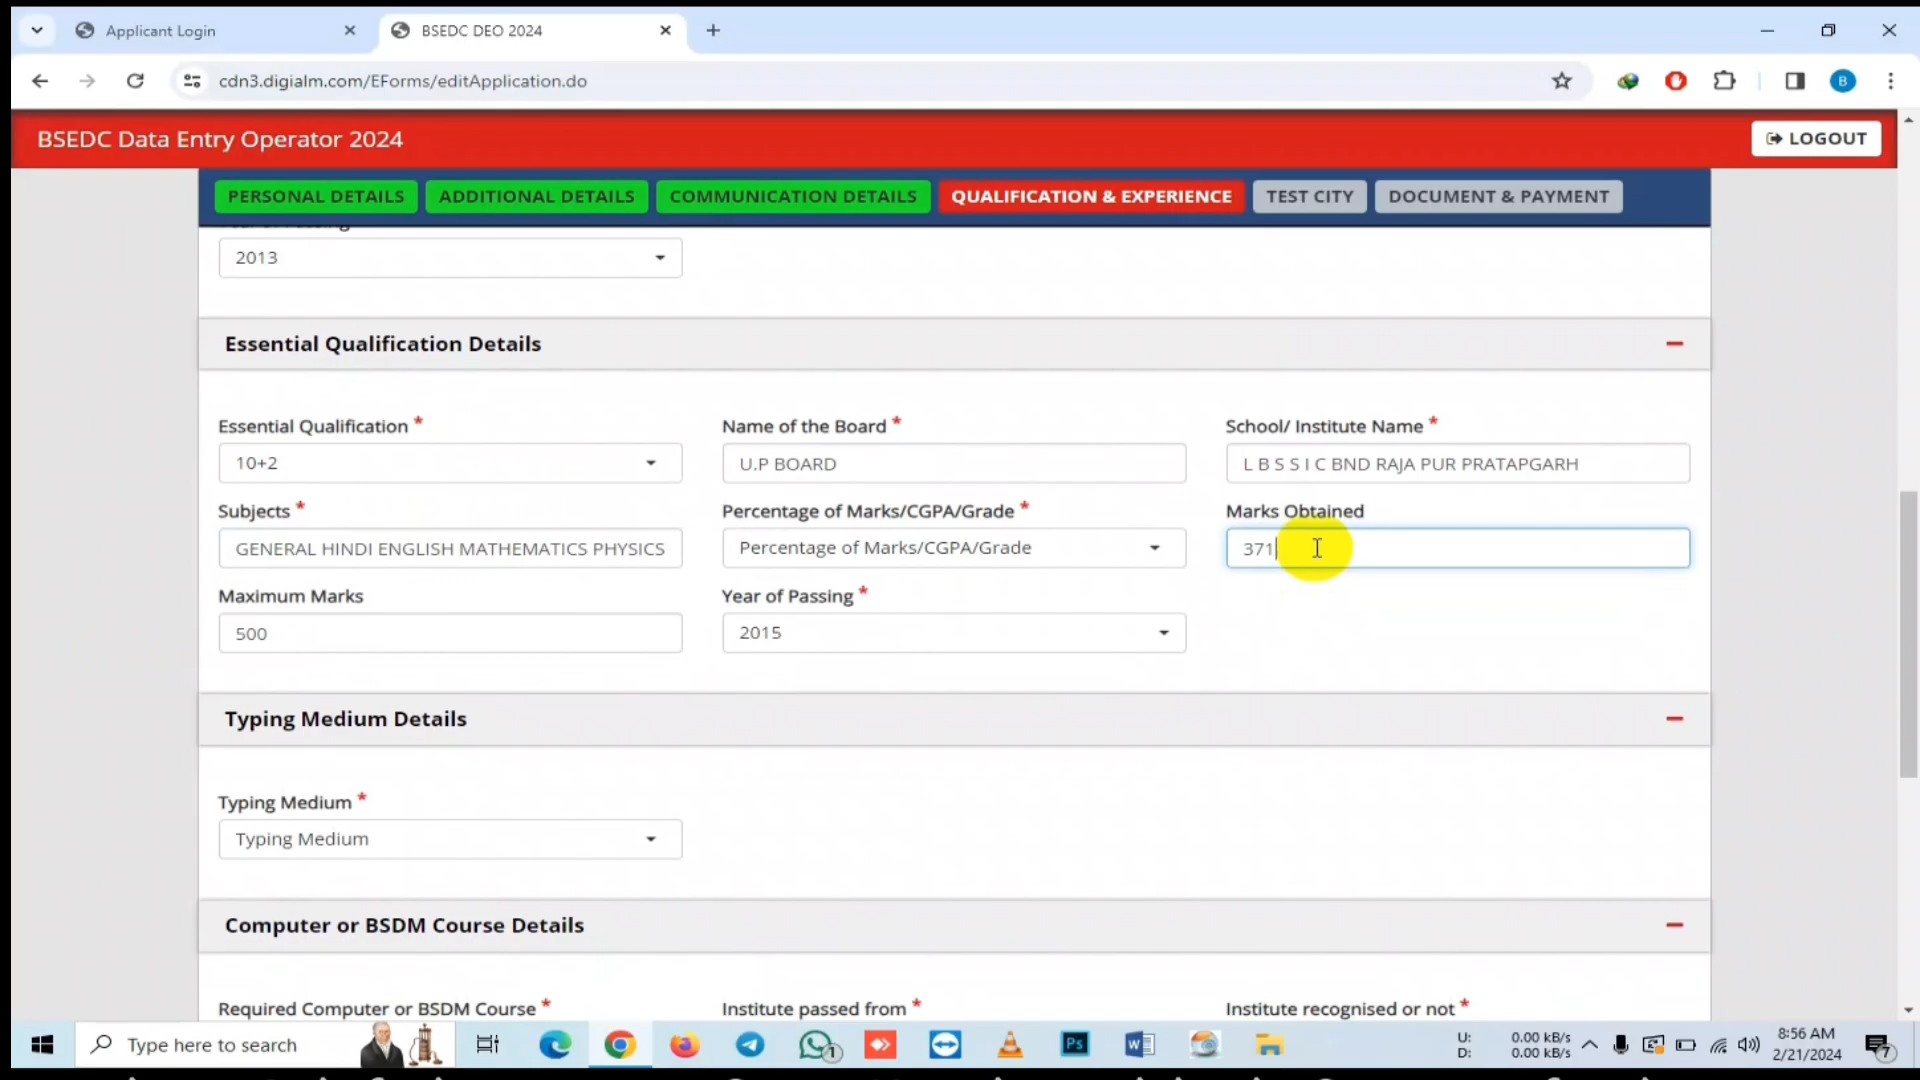 Applicant Login
BSEDC DEO 2024
cdn3.digialm.com/EForms/editApplication.do
B
BSEDC Data Entry Operator 2024
LOGOUT
PERSONAL DETAILS
ADDITIONAL DETAILS
COMMUNICATION DETAILS
QUALIFICATION & EXPERIENCE
TEST CITY
DOCUMENT & PAYMENT
2013
Essential Qualification Details
Essential Qualification *
Name of the Board *
School/ Institute Name *
10+2
U.P BOARD
L B S S I C BND RAJA PUR PRATAPGARH
Subjects *
Percentage of Marks/CGPA/Grade *
Marks Obtained
GENERAL HINDI ENGLISH MATHEMATICS PHYSICS
Percentage of Marks/CGPA/Grade
371
Maximum Marks
Year of Passing *
500
2015
Typing Medium Details
Typing Medium *
Typing Medium
Computer or BSDM Course Details
Required Computer or BSDM Course *
Institute passed from *
Institute recognised or not *
Type here to search
1
Ps
W
U: 0.00 kB/s
D: 0.00 kB/s
8:56 AM
2/21/2024
7